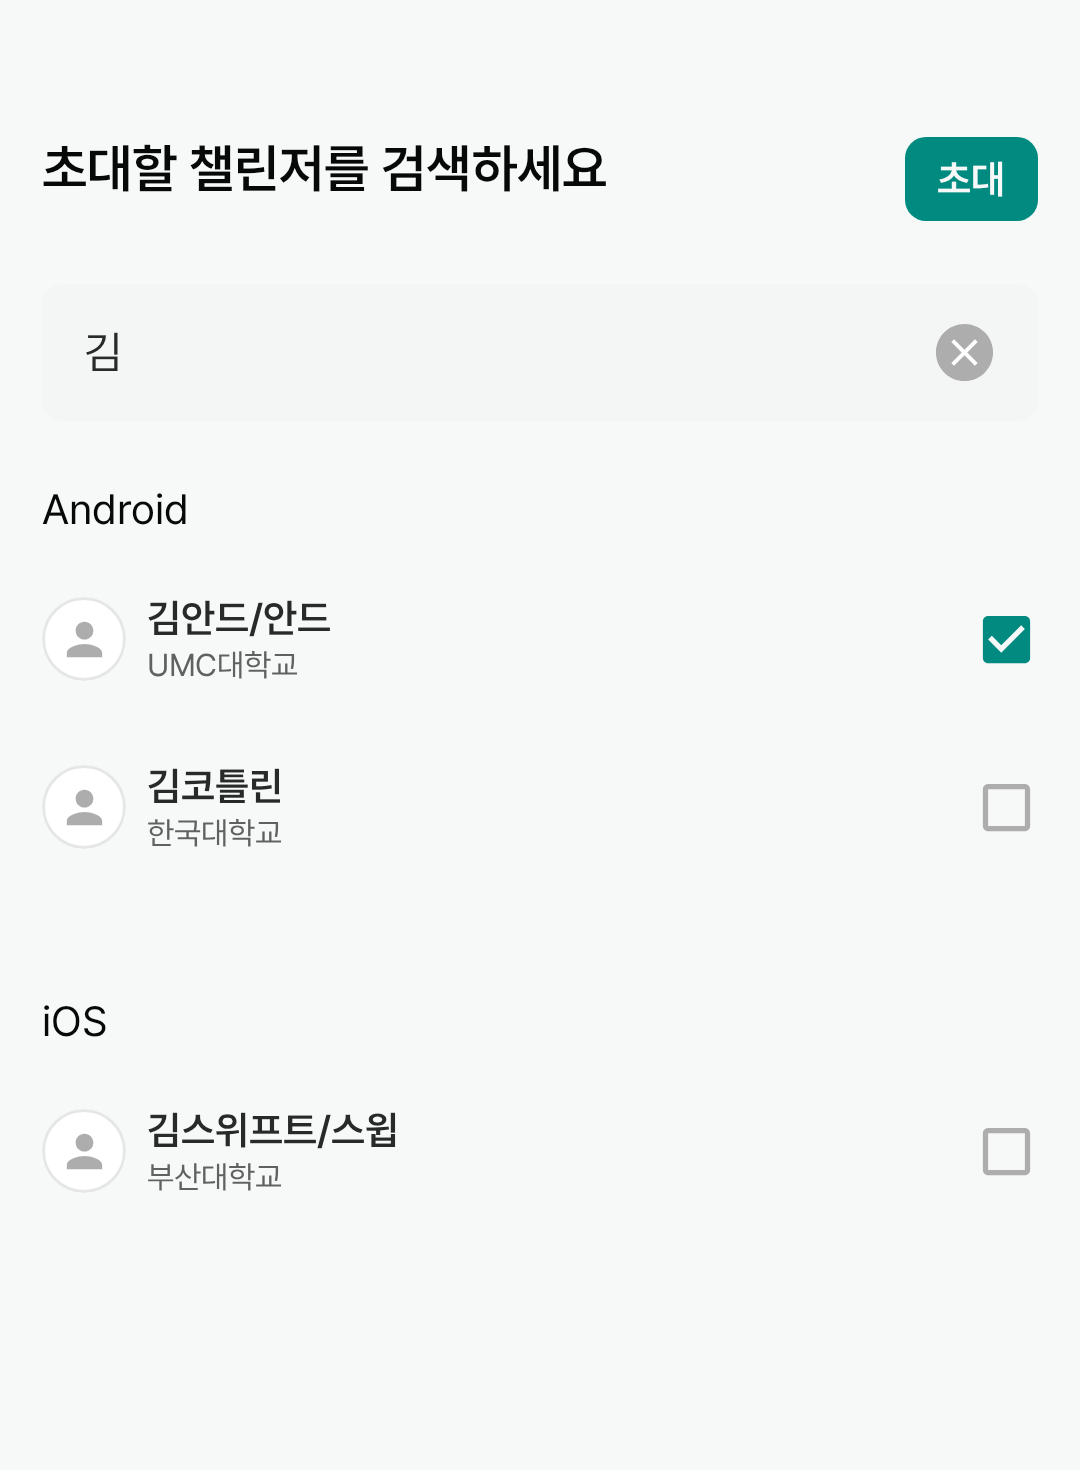 초대할 챌린저를 검색하세요
초대
김
Android
김안드/안드
UMC대학교
김코틀린
한국대학교
iOS
김스위프트/스윕
부산대학교